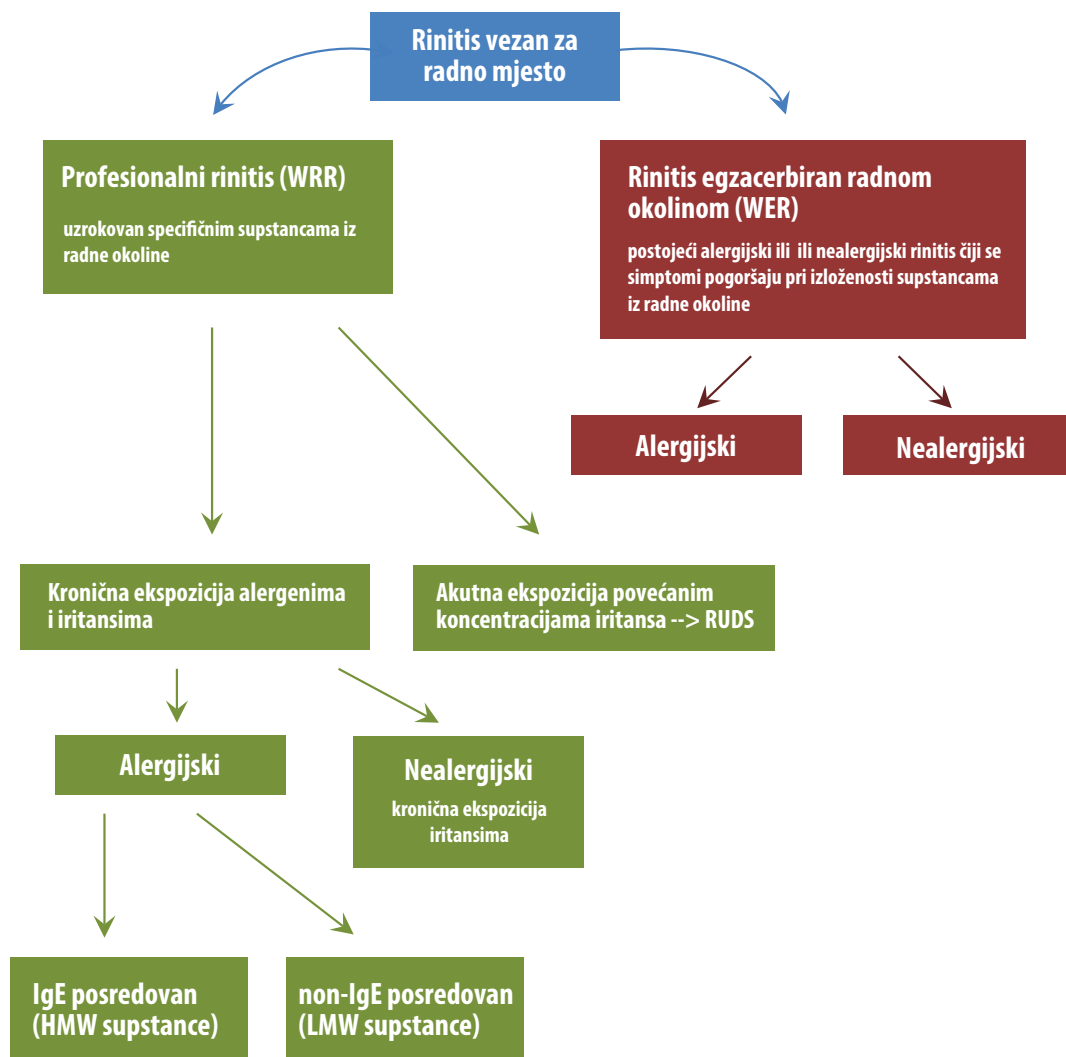 Rinitis vezan za
radno mjesto
Profesionalni rinitis (WRR)
uzrokovan specifičnim supstancama iz
radne okoline
Rinitis egzacerbiran radnom
okolinom (WER)
postojeći alergijski ili  ili nealergijski rinitis čiji se
simptomi pogoršaju pri izloženosti supstancama
iz radne okoline
Alergijski
Nealergijski
Kronična ekspozicija alergenima
i iritansima
Akutna ekspozicija povećanim
koncentracijama iritansa --> RUDS
Alergijski
Nealergijski
kronična ekspozicija
iritansima
IgE posredovan
(HMW supstance)
non-IgE posredovan
(LMW supstance)